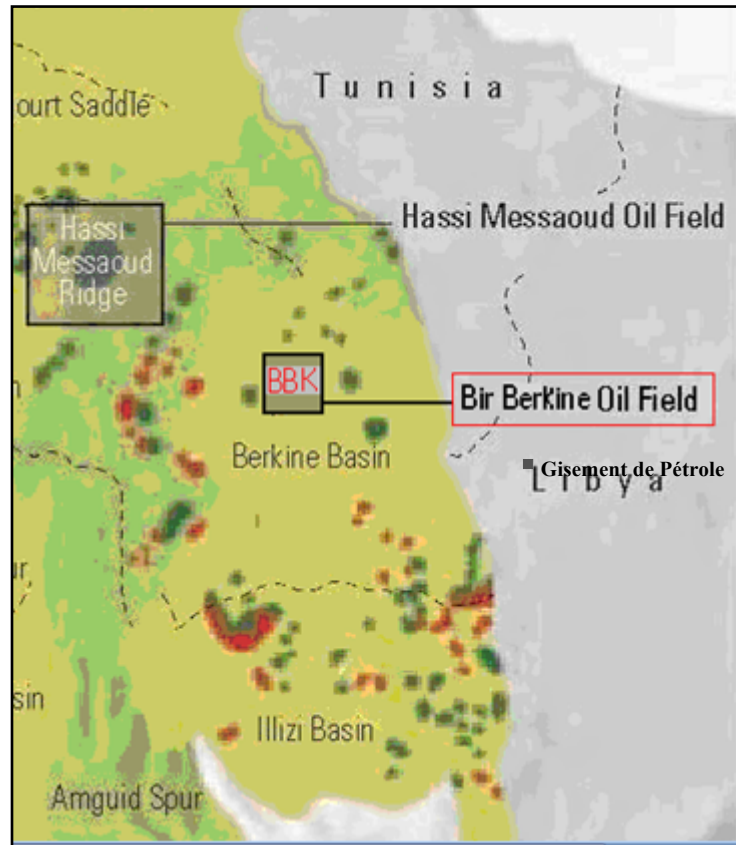 Tunisia
ourt Saddle
Hassi
Messaoud
Ridge
Hassi Messaoud Oil Field
BBK
Bir Berkine Oil Field
n
Berkine Basin
Gisement de Pétrole
Libya
ur
sin
Illizi Basin
Amguid Spur